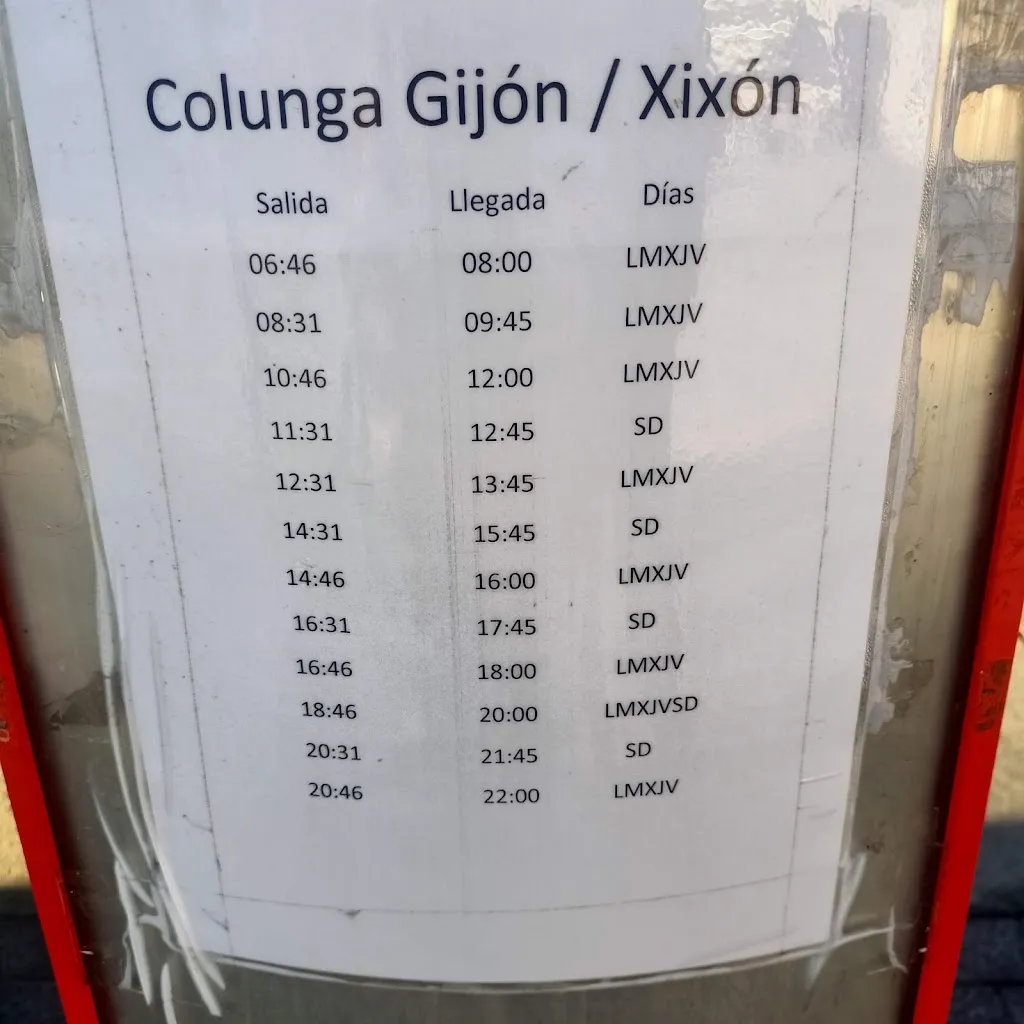 Colunga Gijón / Xixón
Salida Llegada Días
06:46 08:00 LMXJV
08:31 09:45 LMXJV
10:46 12:00 LMXJV
11:31 12:45 SD
12:31 13:45 LMXJV
14:31 15:45 SD
14:46 16:00 LMXJV
16:31 17:45 SD
16:46 18:00 LMXJV
18:46 20:00 LMXJVSD
20:31 21:45 SD
20:46 22:00 LMXJV